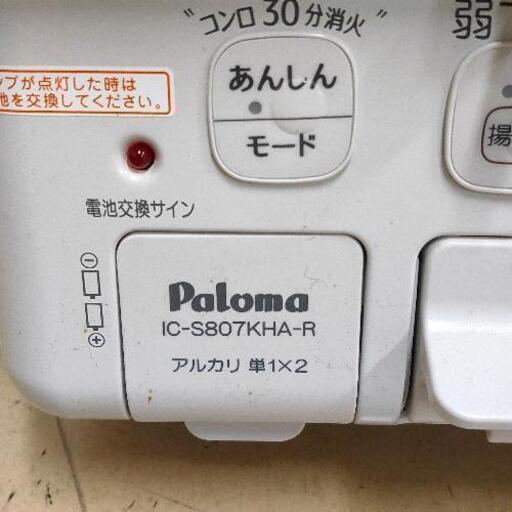 "コンロ30分消火"
弱
ップが点灯した時は
池を交換してください。
あんしん
モード
揚
電池交換サイン
⊖
⊕
Paloma
IC-S807KHA-R
アルカリ 単1×2